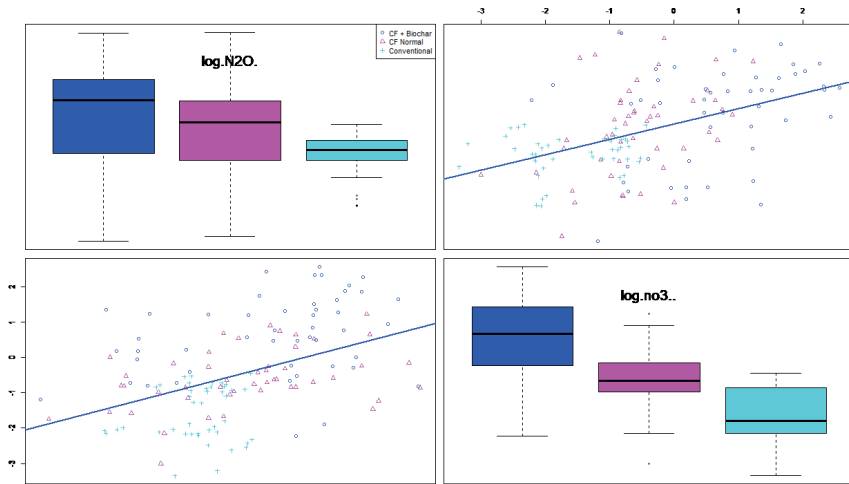 -3 -2 -1 0 1 2
log.N2O.
CF + Biochar
CF Normal
Conventional
2
1
0
-1
-2
-3
log.no3..